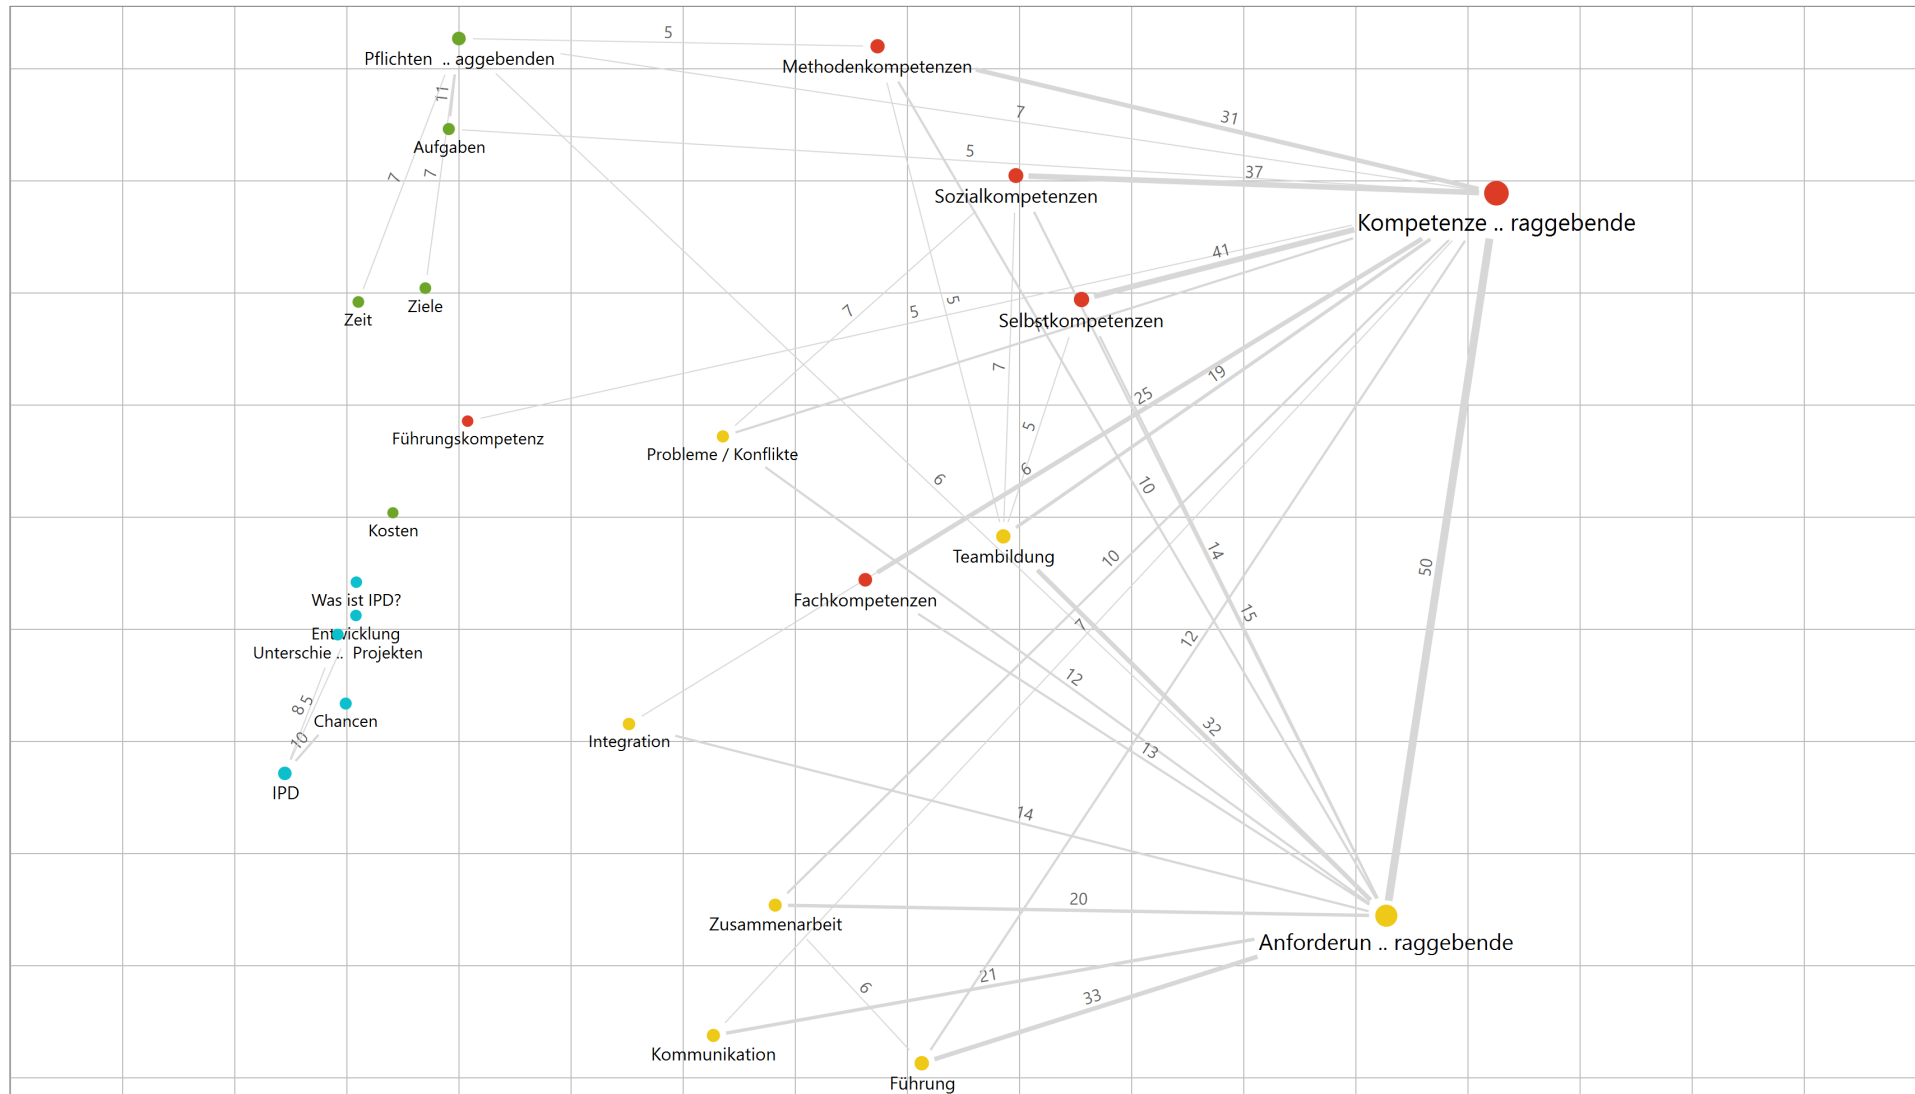 5
Pflichten .. aggebenden
Methodenkompetenzen
11
7
31
Aufgaben
5
7
7
37
Sozialkompetenzen
Kompetenze .. raggebende
41
Zeit
Ziele
7
5
5
Selbstkompetenzen
7
19
25
Führungskompetenz
5
Probleme / Konflikte
6
6
10
Kosten
Teambildung
10
14
50
Was ist IPD?
Fachkompetenzen
Entwicklung
7
12
15
Unterschie .. Projekten
12
8
5
Chancen
10
32
13
Integration
IPD
14
20
Zusammenarbeit
Anforderun .. raggebende
6
21
33
Kommunikation
Führung